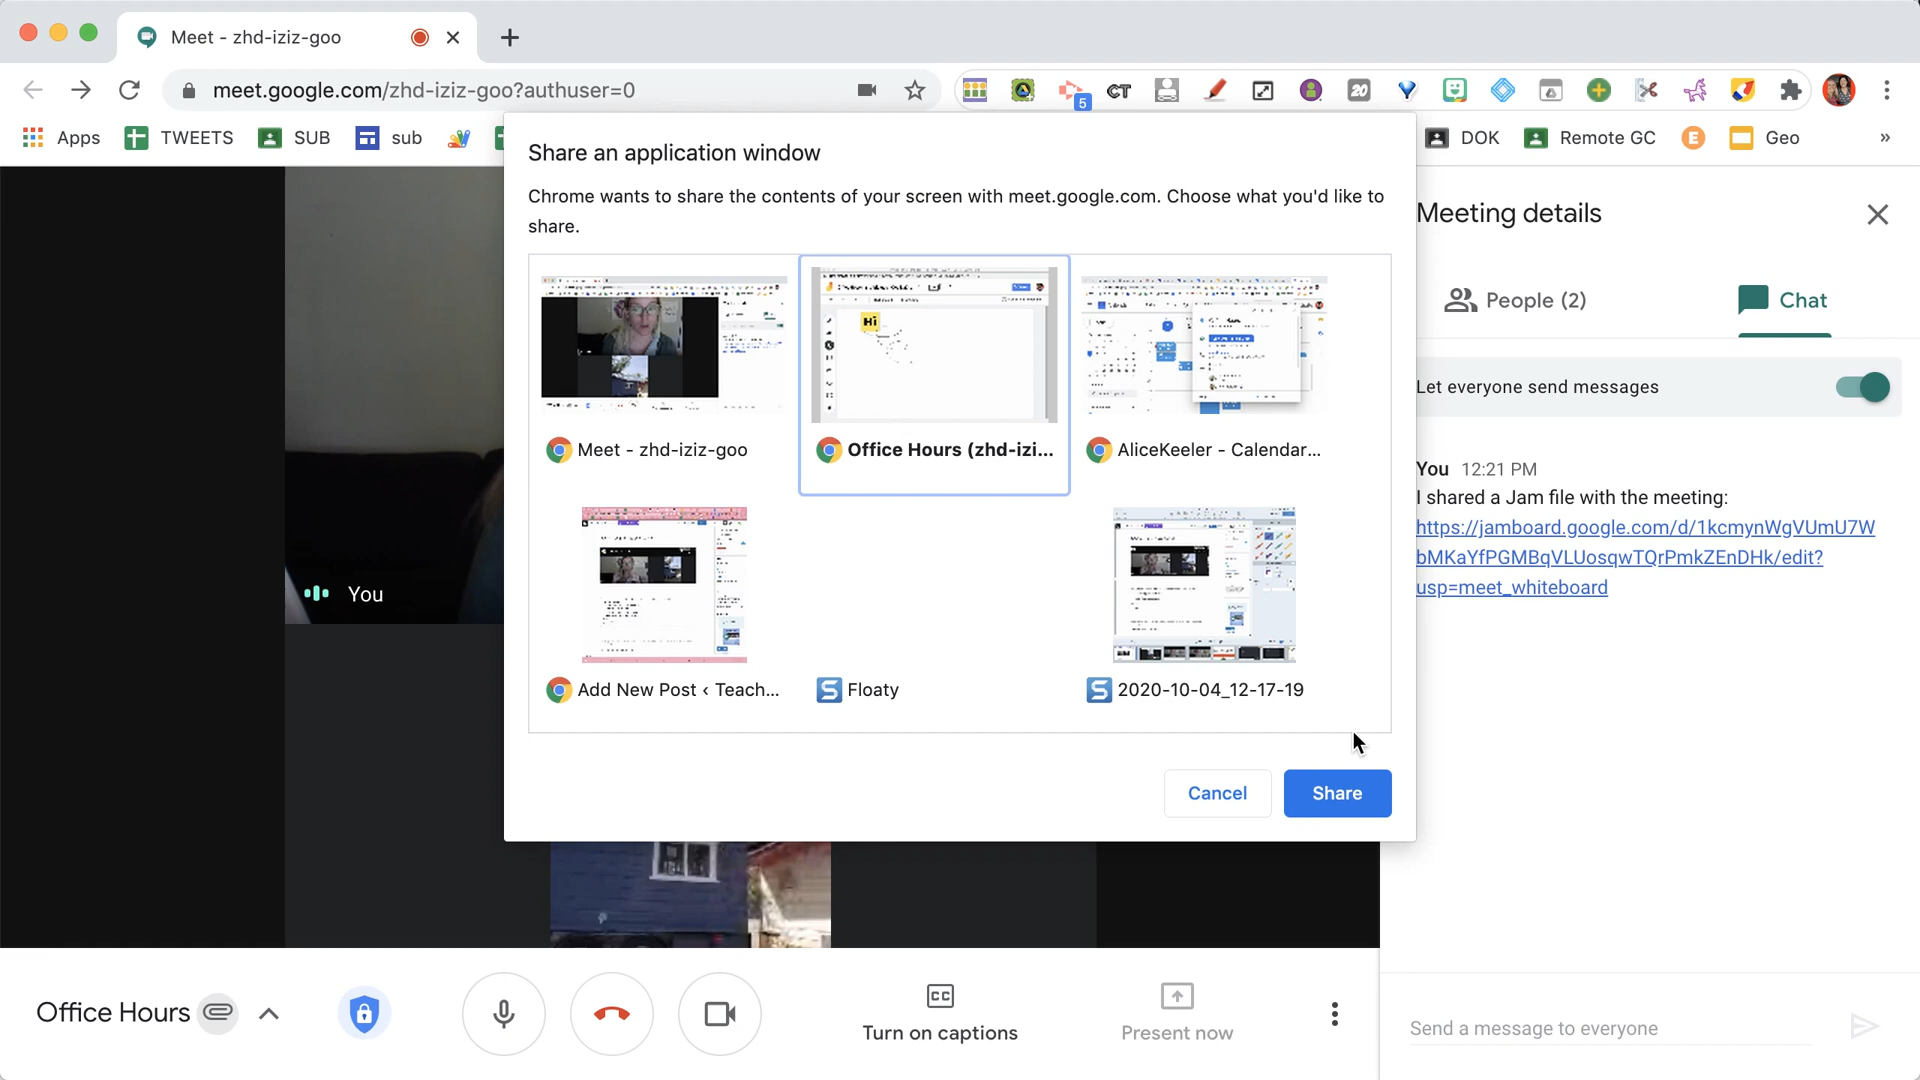 Meet - zhd-iziz-goo
meet.google.com/zhd-iziz-goo?authuser=0
5
CT
20
Apps
TWEETS
SUB
sub
DOK
Remote GC
E
Geo
»
Share an application window
Chrome wants to share the contents of your screen with meet.google.com. Choose what you'd like to
share.
Hi
Meet - zhd-iziz-goo
Office Hours (zhd-izi...
AliceKeeler - Calendar...
Add New Post ‹ Teach...
Floaty
2020-10-04_12-17-19
Cancel
Share
You
Meeting details
People (2)
Chat
Let everyone send messages
You 12:21 PM
I shared a Jam file with the meeting:
https://jamboard.google.com/d/1kcmynWgVUmU7W
bMKaYfPGMBqVLUosqwTQrPmkZEnDHk/edit?
usp=meet_whiteboard
Office Hours
CC
Turn on captions
Present now
Send a message to everyone